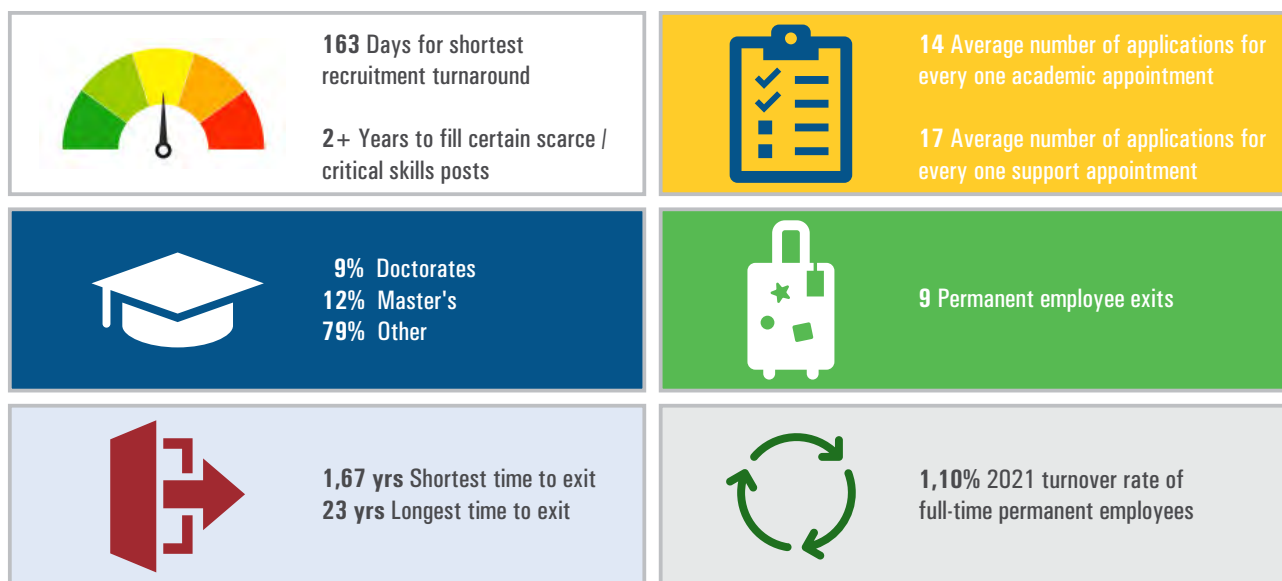 163 Days for shortest
recruitment turnaround
2+ Years to fill certain scarce /
critical skills posts
14 Average number of applications for
every one academic appointment
17 Average number of applications for
every one support appointment
9% Doctorates
12% Master's
79% Other
9 Permanent employee exits
1,67 yrs Shortest time to exit
23 yrs Longest time to exit
1,10% 2021 turnover rate of
full-time permanent employees